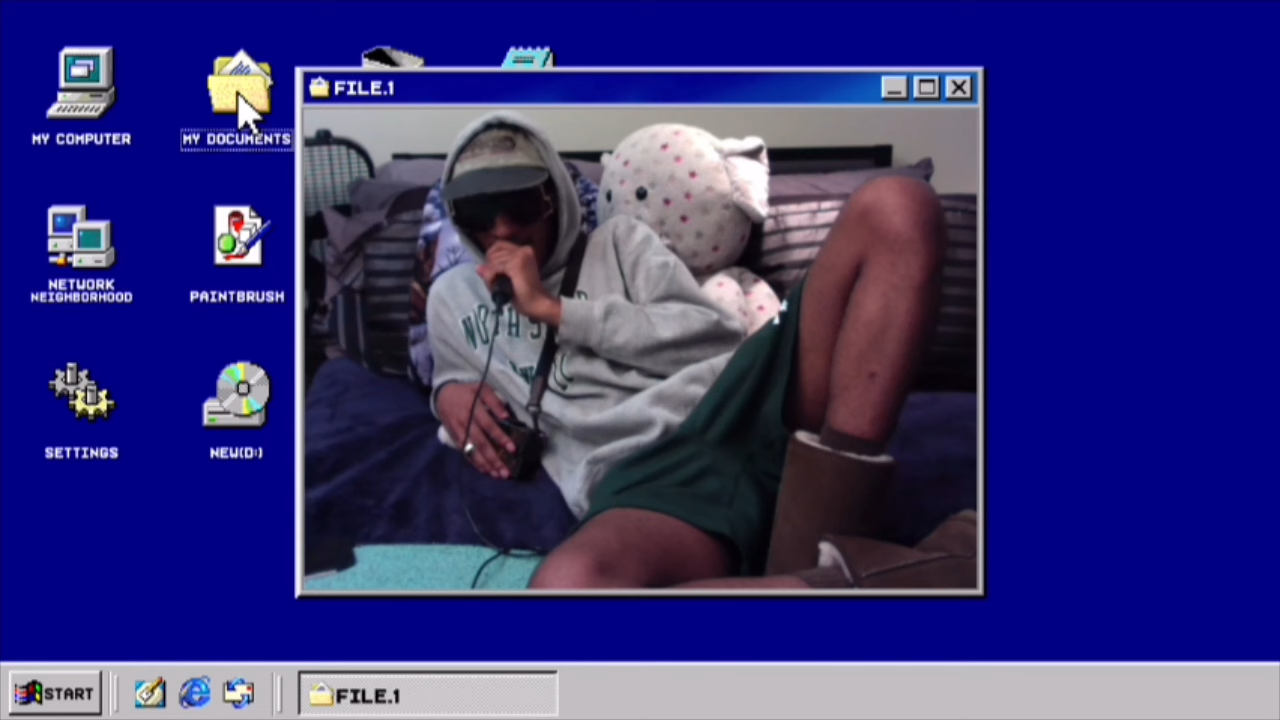 FILE.1
MY COMPUTER
MY DOCUMENTS
NETWORK
NEIGHBORHOOD
PAINTBRUSH
SETTINGS
NEW(D:)
START
FILE.1